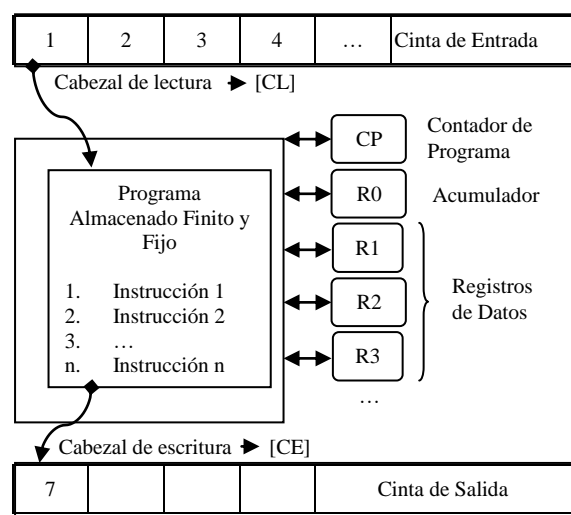 1 2 3 4 … Cinta de Entrada
Cabezal de lectura [CL]
CP
Contador de
Programa
R0
Acumulador
Programa
Almacenado Finito y
Fijo
1. Instrucción 1
2. Instrucción 2
3. …
n. Instrucción n
R1
R2
R3
…
Registros
de Datos
Cabezal de escritura [CE]
7 Cinta de Salida